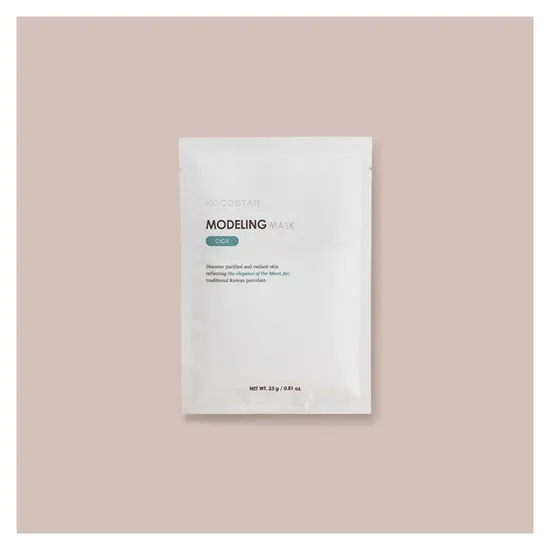 KOCOSTAR
MODELING MASK
CICA
Discover purified and radiant skin
reflecting the elegance of the Moon Jar,
traditional Korean porcelain.
NET WT. 23 g / 0.81 oz.